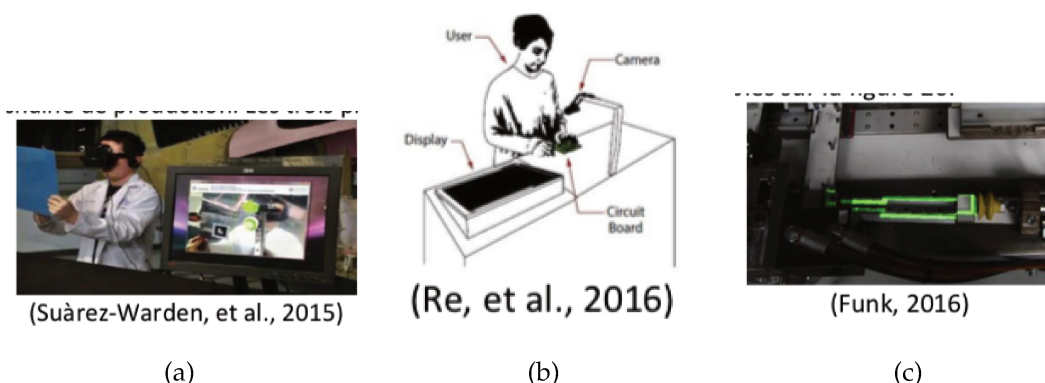 User
Camera
Display
Circuit
Board
(Suàrez-Warden, et al., 2015)
(Re, et al., 2016)
(Funk, 2016)
(a)
(b)
(c)